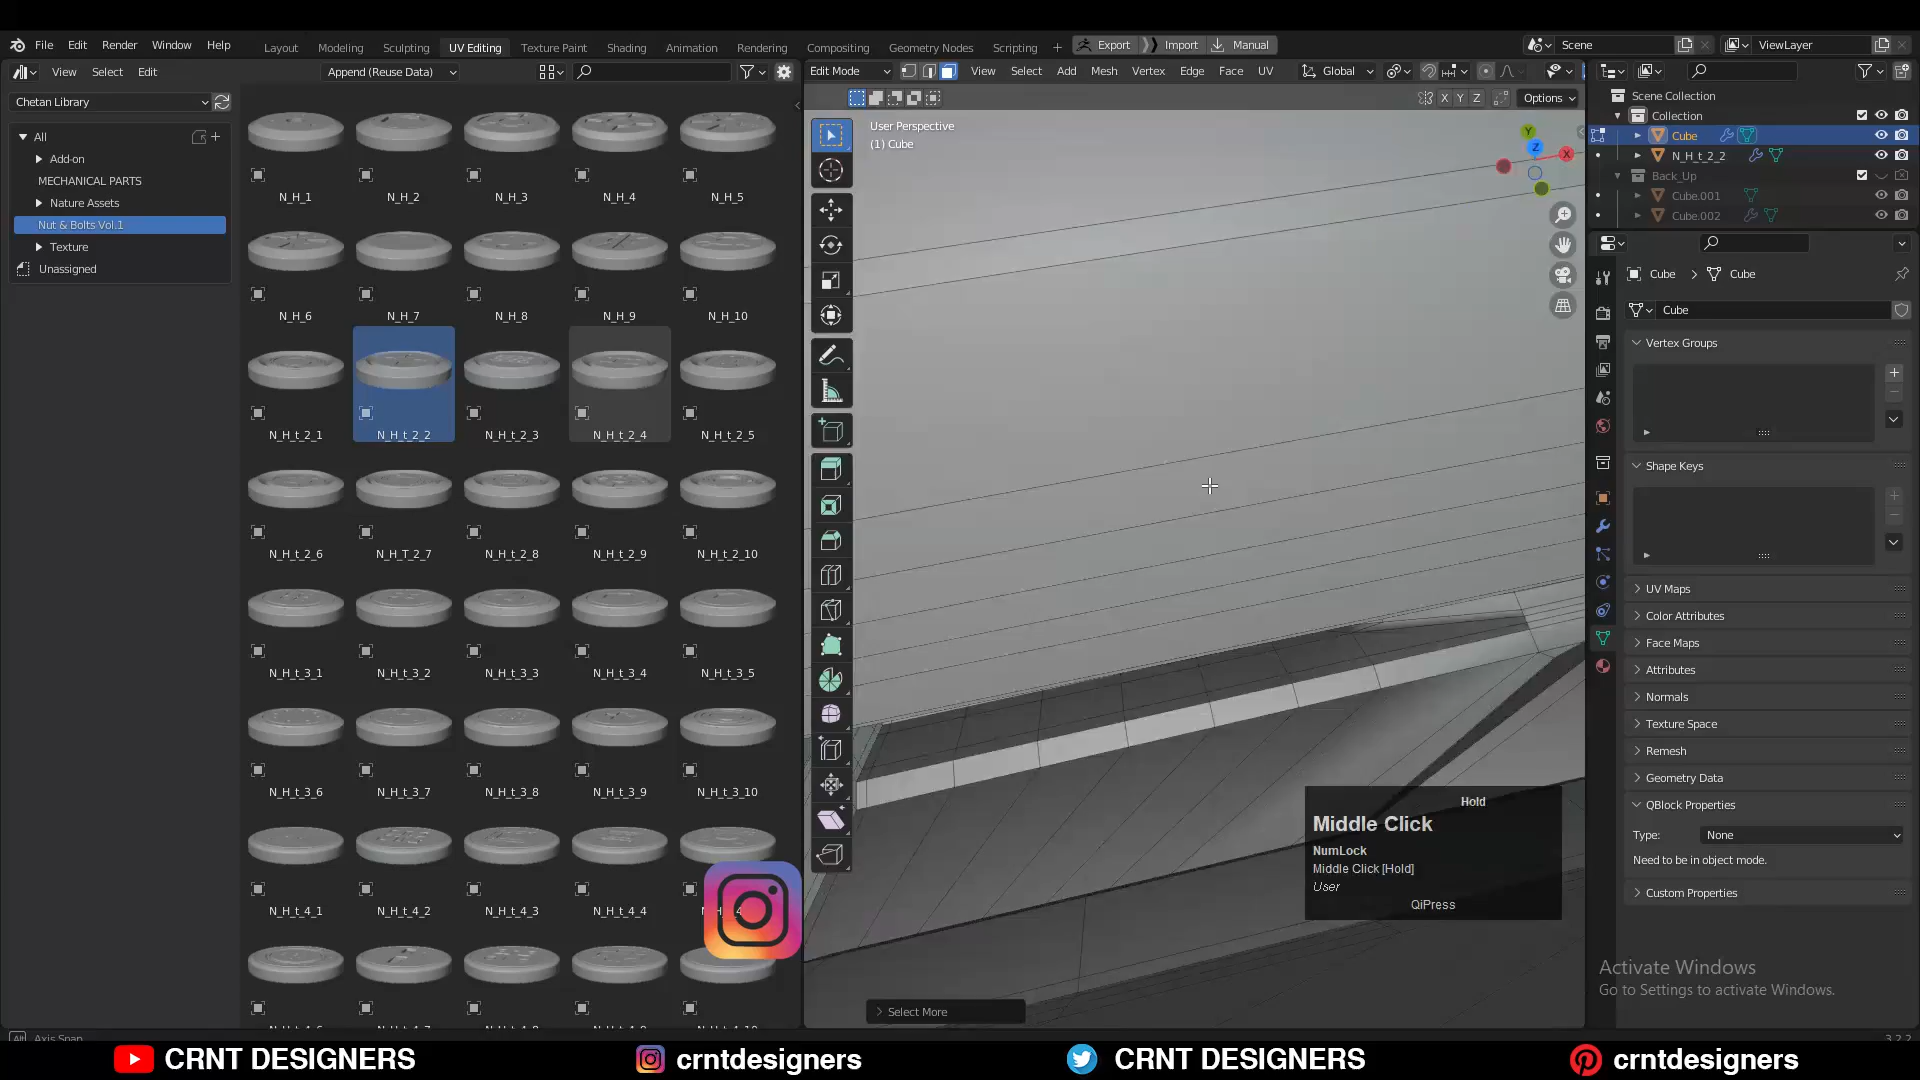 File Edit Render Window Help
Layout Modeling Sculpting UV Editing Texture Paint Shading Animation Rendering Compositing Geometry Nodes Scripting +
Export Import Manual
Scene
ViewLayer
View Select Edit
Append (Reuse Data)
Edit Mode View Select Add Mesh Vertex Edge Face UV
Global
X Y Z
Options
Chetan Library
All
Add-on
MECHANICAL PARTS
Nature Assets
Nut & Bolts Vol.1
Texture
Unassigned
N_H_1 N_H_2 N_H_3 N_H_4 N_H_5
N_H_6 N_H_7 N_H_8 N_H_9 N_H_10
N_H_t_2_1 N_H_t_2_2 N_H_t_2_3 N_H_t_2_4 N_H_t_2_5
N_H_t_2_6 N_H_T_2_7 N_H_t_2_8 N_H_t_2_9 N_H_t_2_10
N_H_t_3_1 N_H_t_3_2 N_H_t_3_3 N_H_t_3_4 N_H_t_3_5
N_H_t_3_6 N_H_t_3_7 N_H_t_3_8 N_H_t_3_9 N_H_t_3_10
N_H_t_4_1 N_H_t_4_2 N_H_t_4_3 N_H_t_4_4
User Perspective
(1) Cube
Y
Z
X
Hold
Middle Click
NumLock
Middle Click [Hold]
User
QiPress
Select More
Scene Collection
Collection
Cube
N_H_t_2_2
Back_Up
Cube.001
Cube.002
Cube > Cube
Cube
Vertex Groups
Shape Keys
UV Maps
Color Attributes
Face Maps
Attributes
Normals
Texture Space
Remesh
Geometry Data
QBlock Properties
Type: None
Need to be in object mode.
Custom Properties
Activate Windows
Go to Settings to activate Windows.
Alt Axis Snap
3.2.2
CRNT DESIGNERS crntdesigners CRNT DESIGNERS crntdesigners